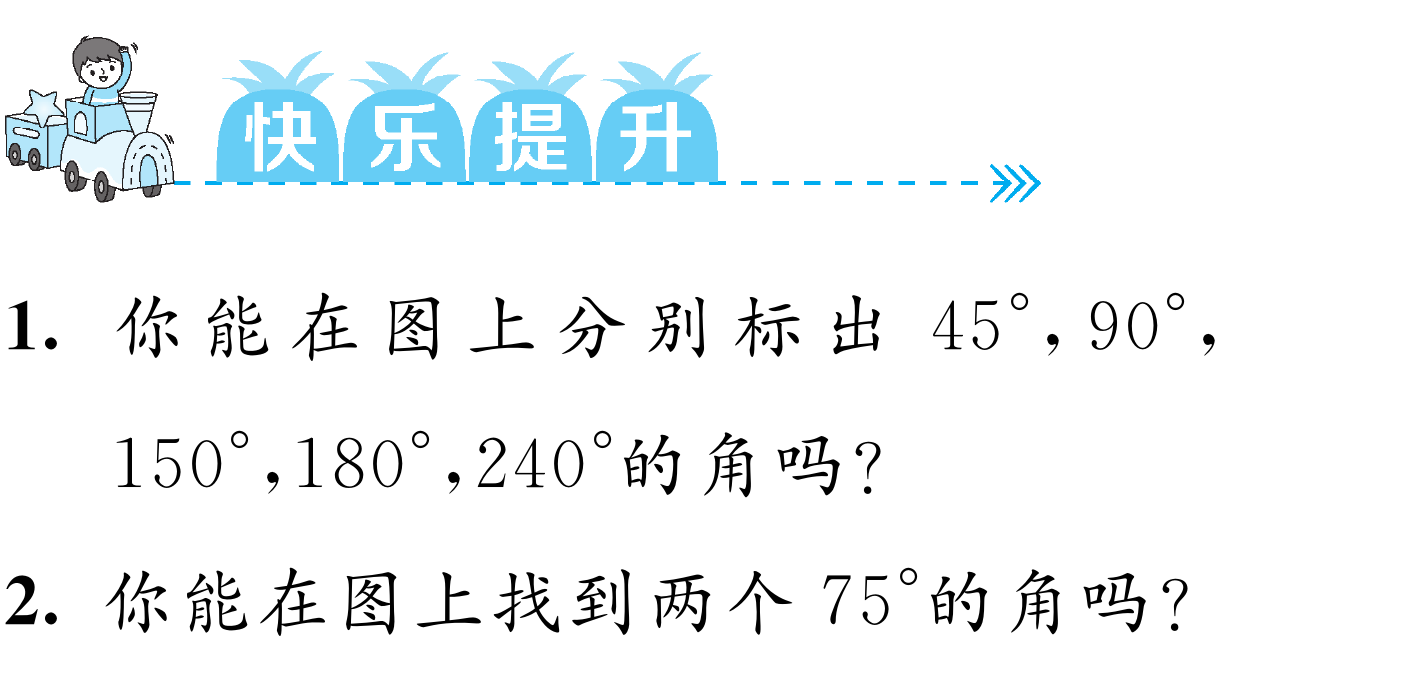 快乐提升
1. 你能在图上分别标出 45°,90°,
150°,180°,240°的角吗?
2. 你能在图上找到两个 75°的角吗?